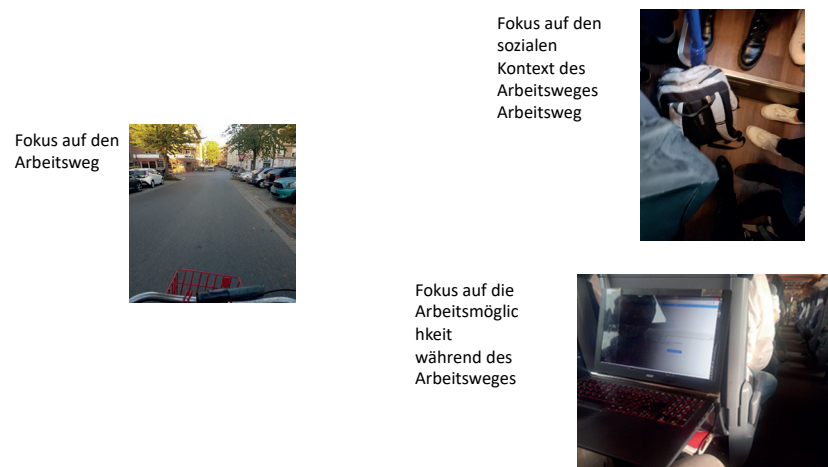 Fokus auf den
Arbeitsweg
Fokus auf den
sozialen
Kontext des
Arbeitsweges
Arbeitsweg
Fokus auf die
Arbeitsmöglic
hkeit
während des
Arbeitsweges